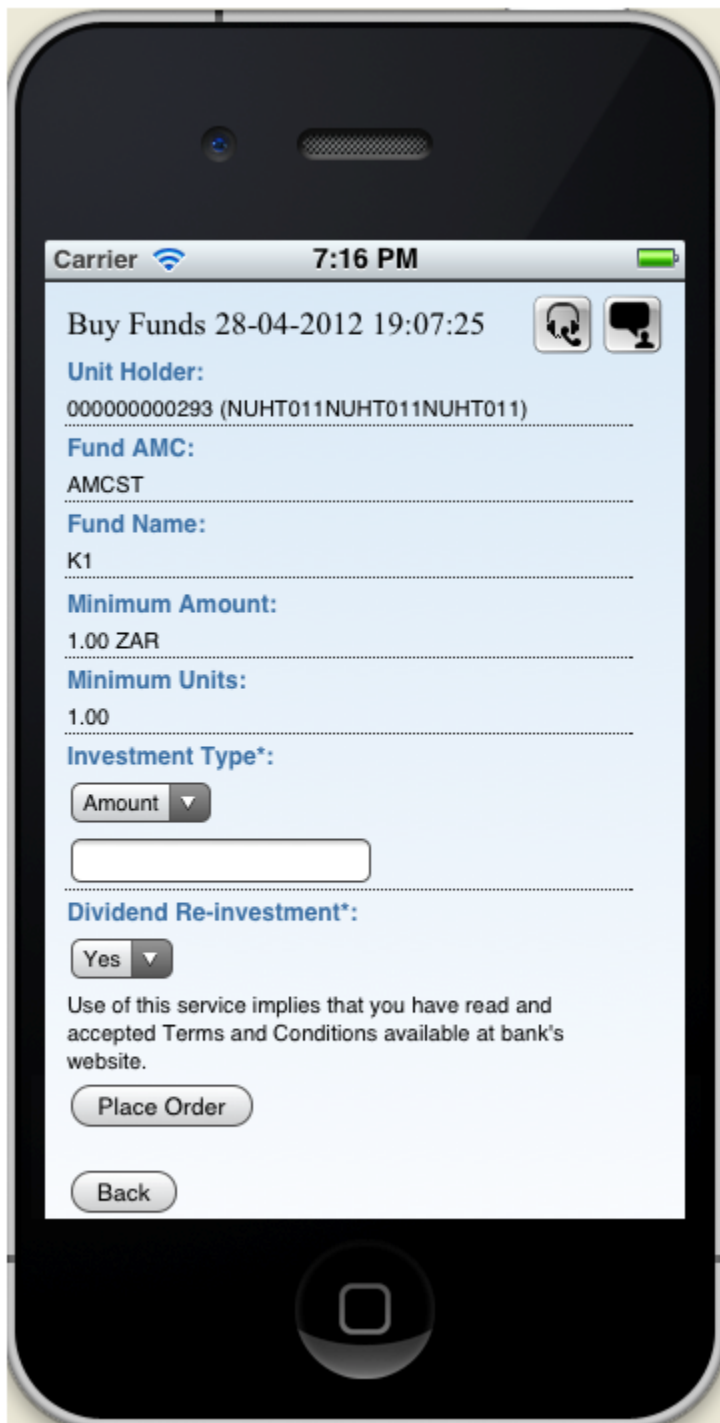 Carrier 7:16 PM
Buy Funds 28-04-2012 19:07:25
Unit Holder:
000000000293 (NUHT011NUHT011NUHT011)
Fund AMC:
AMCST
Fund Name:
K1
Minimum Amount:
1.00 ZAR
Minimum Units:
1.00
Investment Type*:
Amount
Dividend Re-investment*:
Yes
Use of this service implies that you have read and
accepted Terms and Conditions available at bank's
website.
Place Order
Back